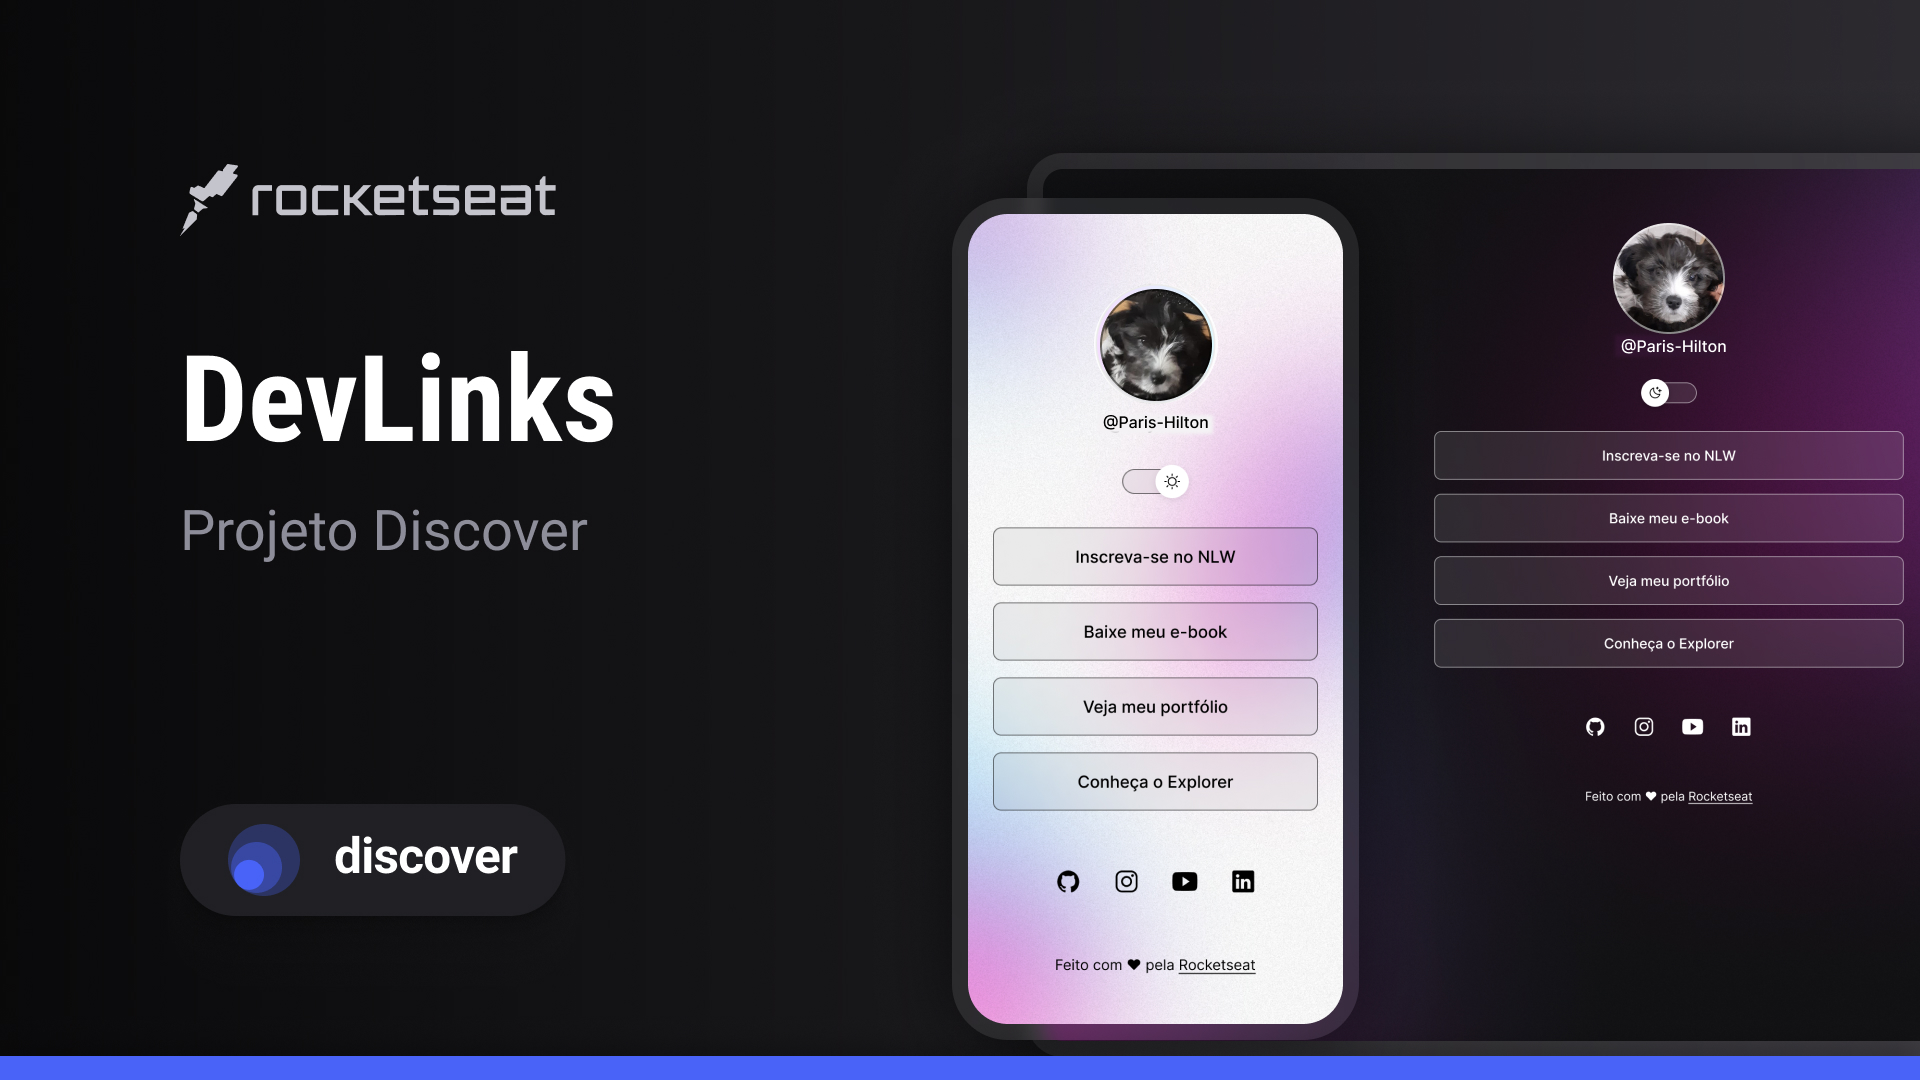 rocketseat
DevLinks
Projeto Discover
discover
@Paris-Hilton
Inscreva-se no NLW
Baixe meu e-book
Veja meu portfólio
Conheça o Explorer
Feito com ♥ pela Rocketseat
@Paris-Hilton
Inscreva-se no NLW
Baixe meu e-book
Veja meu portfólio
Conheça o Explorer
Feito com ♥ pela Rocketseat